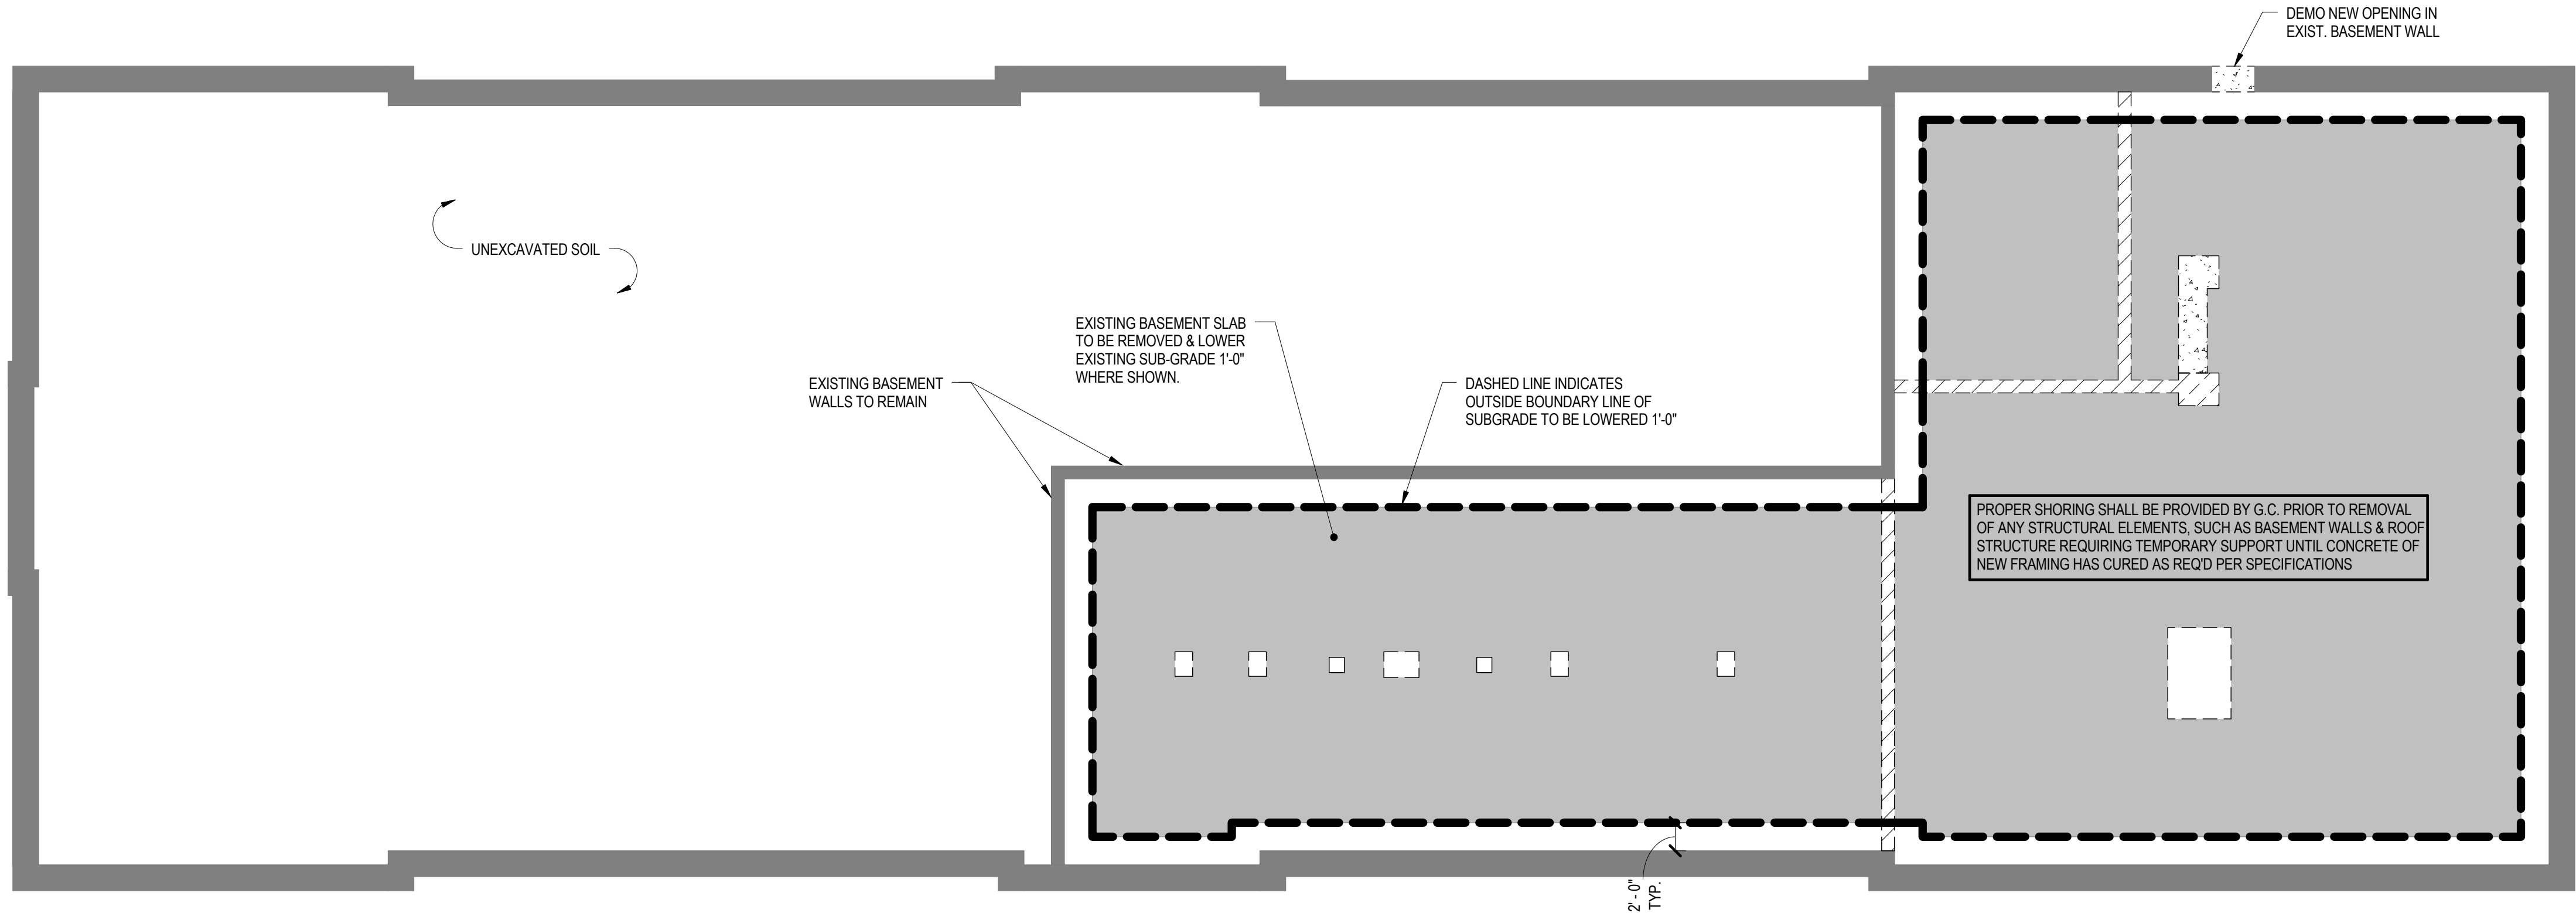 DEMO NEW OPENING IN
EXIST. BASEMENT WALL
UNEXCAVATED SOIL
EXISTING BASEMENT SLAB
TO BE REMOVED & LOWER
EXISTING SUB-GRADE 1'-0"
WHERE SHOWN.
EXISTING BASEMENT
WALLS TO REMAIN
DASHED LINE INDICATES
OUTSIDE BOUNDARY LINE OF
SUBGRADE TO BE LOWERED 1'-0"
PROPER SHORING SHALL BE PROVIDED BY G.C. PRIOR TO REMOVAL
OF ANY STRUCTURAL ELEMENTS, SUCH AS BASEMENT WALLS & ROOF
STRUCTURE REQUIRING TEMPORARY SUPPORT UNTIL CONCRETE OF
NEW FRAMING HAS CURED AS REQ'D PER SPECIFICATIONS
2' - 0"
TYP.